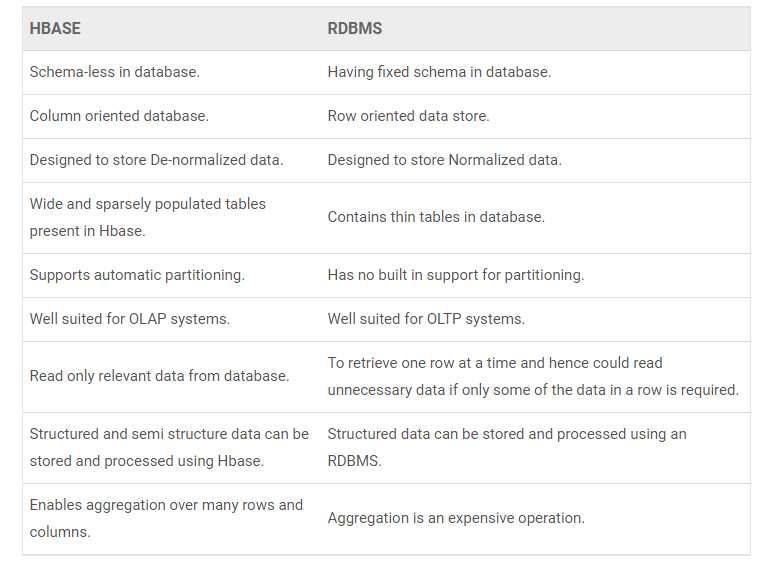 HBASE RDBMS
Schema-less in database. Having fixed schema in database.
Column oriented database. Row oriented data store.
Designed to store De-normalized data. Designed to store Normalized data.
Wide and sparsely populated tables
present in Hbase.
Contains thin tables in database.
Supports automatic partitioning. Has no built in support for partitioning.
Well suited for OLAP systems. Well suited for OLTP systems.
Read only relevant data from database.
To retrieve one row at a time and hence could read
unnecessary data if only some of the data in a row is required.
Structured and semi structure data can be
stored and processed using Hbase.
Structured data can be stored and processed using an
RDBMS.
Enables aggregation over many rows and
columns.
Aggregation is an expensive operation.